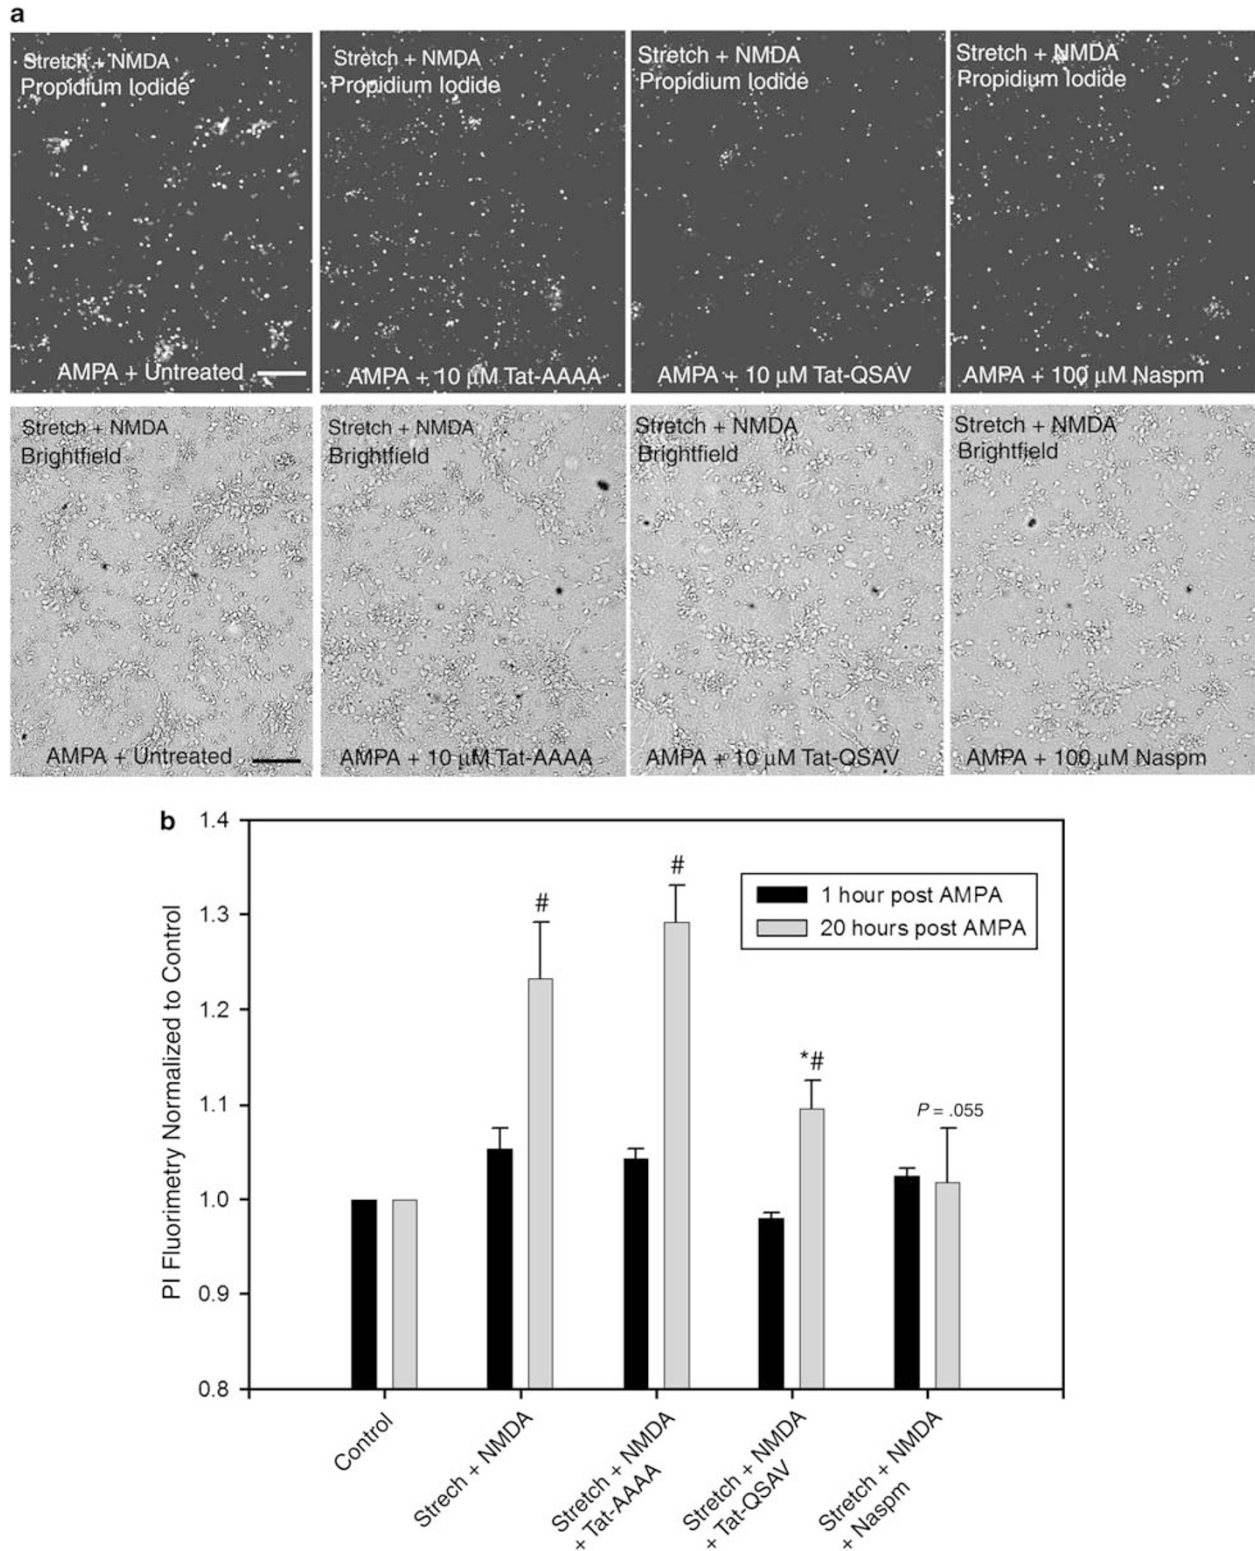 a
Stretch + NMDA
Propidium Iodide
AMPA + Untreated
Stretch + NMDA
Propidium Iodide
AMPA + 10 µM Tat-AAAA
Stretch + NMDA
Propidium Iodide
AMPA + 10 µM Tat-QSAV
Stretch + NMDA
Propidium Iodide
AMPA + 100 µM Naspm
Stretch + NMDA
Brightfield
AMPA + Untreated
Stretch + NMDA
Brightfield
AMPA + 10 µM Tat-AAAA
Stretch + NMDA
Brightfield
AMPA + 10 µM Tat-QSAV
Stretch + NMDA
Brightfield
AMPA + 100 µM Naspm
b
PI Fluorimetry Normalized to Control
1.4
1.3
1.2
1.1
1.0
0.9
0.8
1 hour post AMPA
20 hours post AMPA
#
#
*#
P = .055
Control
Strech + NMDA
Stretch + NMDA
+ Tat-AAAA
Stretch + NMDA
+ Tat-QSAV
Stretch + NMDA
+ Naspm